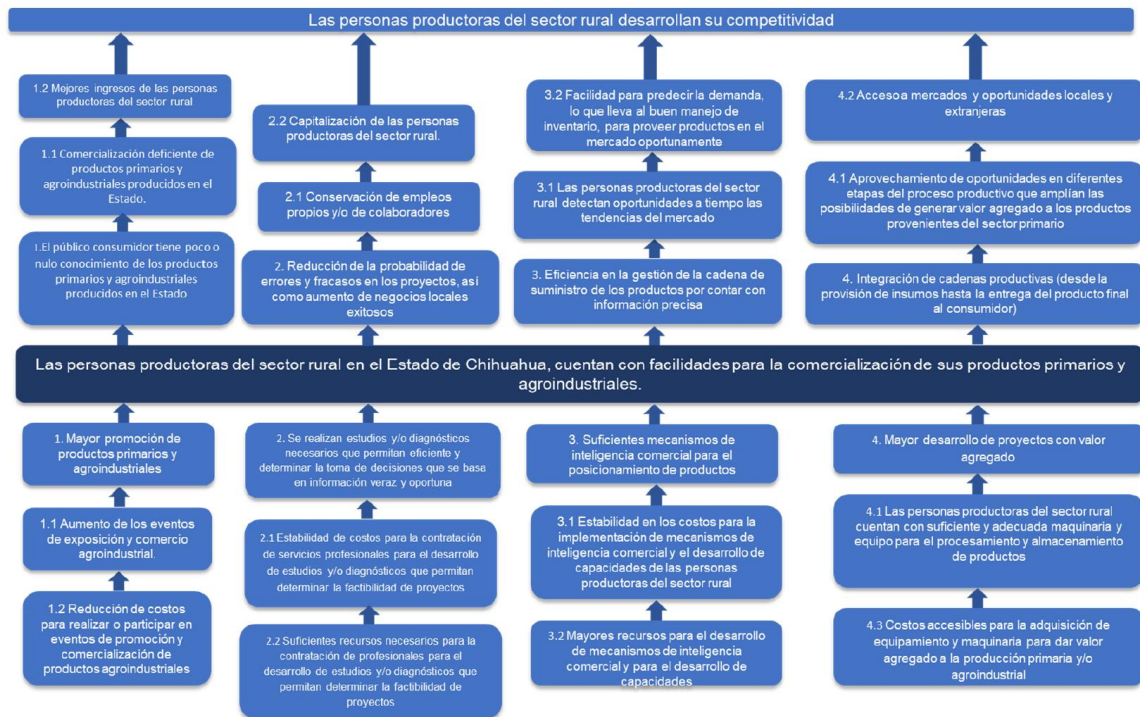 Las personas productoras del sector rural desarrollan su competitividad
1.2 Mejores ingresos de las personas
productoras del sector rural
2.2 Capitalización de las personas
productoras del sector rural.
3.2 Facilidad para predecir la demanda,
lo que lleva al buen manejo de
inventario, para proveer productos en el
mercado oportunamente
4.2 Acceso a mercados y oportunidades locales y
extranjeras
1.1 Comercialización deficiente de
productos primarios y
agroindustriales producidos en el
Estado.
2.1 Conservación de empleos
propios y/o de colaboradores
3.1 Las personas productoras del sector
rural detectan oportunidades a tiempo las
tendencias del mercado
4.1 Aprovechamiento de oportunidades en diferentes
etapas del proceso productivo que amplían las
posibilidades de generar valor agregado a los productos
provenientes del sector primario
1.El público consumidor tiene poco o
nulo conocimiento de los productos
primarios y agroindustriales
producidos en el Estado
2. Reducción de la probabilidad de
errores y fracasos en los proyectos, así
como aumento de negocios locales
exitosos
3. Eficiencia en la gestión de la cadena de
suministro de los productos por contar con
información precisa
4. Integración de cadenas productivas (desde la
provisión de insumos hasta la entrega del producto final
al consumidor)
Las personas productoras del sector rural en el Estado de Chihuahua, cuentan con facilidades para la comercialización de sus productos primarios y
agroindustriales.
1. Mayor promoción de
productos primarios y
agroindustriales
2. Se realizan estudios y/o diagnósticos
necesarios que permitan eficiente y
determinar la toma de decisiones que se basa
en información veraz y oportuna
3. Suficientes mecanismos de
inteligencia comercial para el
posicionamiento de productos
4. Mayor desarrollo de proyectos con valor
agregado
1.1 Aumento de los eventos
de exposición y comercio
agroindustrial.
2.1 Estabilidad de costos para la contratación
de servicios profesionales para el desarrollo
de estudios y/o diagnósticos que permitan
determinar la factibilidad de proyectos
3.1 Estabilidad en los costos para la
implementación de mecanismos de
inteligencia comercial y el desarrollo de
capacidades de las personas
productoras del sector rural
4.1 Las personas productoras del sector rural
cuentan con suficiente y adecuada maquinaria y
equipo para el procesamiento y almacenamiento
de productos
1.2 Reducción de costos
para realizar o participar en
eventos de promoción y
comercialización de
productos agroindustriales
2.2 Suficientes recursos necesarios para la
contratación de profesionales para el
desarrollo de estudios y/o diagnósticos que
permitan determinar la factibilidad de
proyectos
3.2 Mayores recursos para el desarrollo
de mecanismos de inteligencia
comercial y para el desarrollo de
capacidades
4.3 Costos accesibles para la adquisición de
equipamiento y maquinaria para dar valor
agregado a la producción primaria y/o
agroindustrial